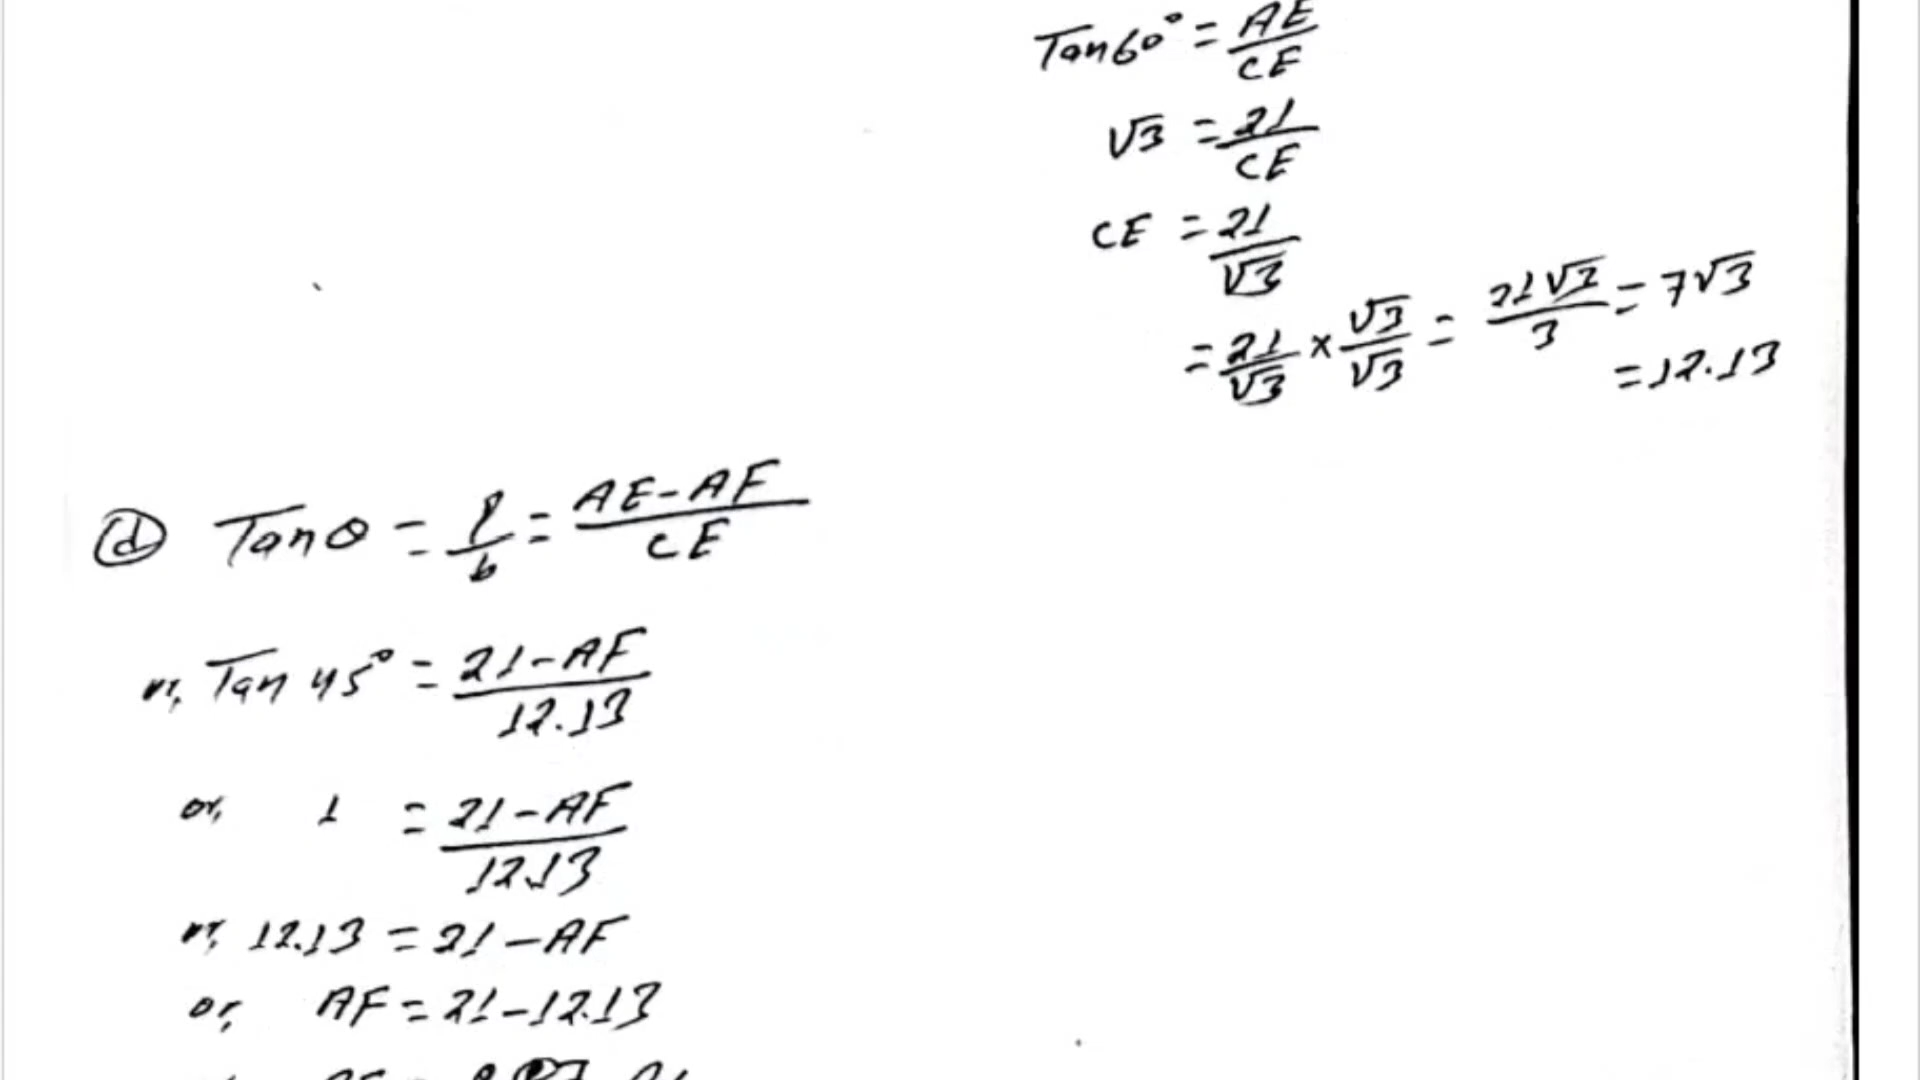 Tan60° = AE/CE
√3 = 21/CE
CE = 21/√3
= 21/√3 × √3/√3 = 21√3/3 = 7√3
= 12.13
(d) Tanθ = p/b = AE-AF/CE
or, Tan 45° = 21-AF/12.13
or, 1 = 21-AF/12.13
or, 12.13 = 21-AF
or, AF = 21-12.13